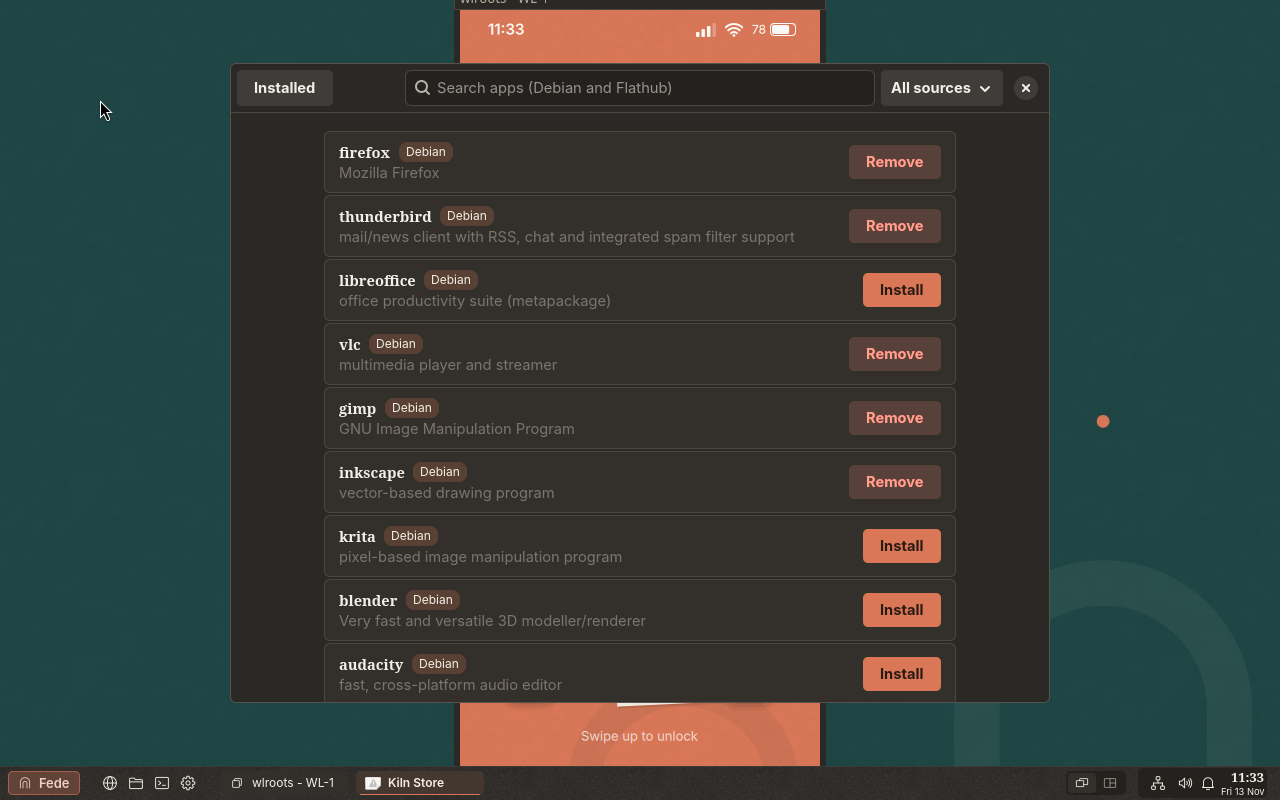 wlroots - WL-1
11:33
78
Installed
Search apps (Debian and Flathub)
All sources
firefox Debian
Mozilla Firefox
Remove
thunderbird Debian
mail/news client with RSS, chat and integrated spam filter support
Remove
libreoffice Debian
office productivity suite (metapackage)
Install
vlc Debian
multimedia player and streamer
Remove
gimp Debian
GNU Image Manipulation Program
Remove
inkscape Debian
vector-based drawing program
Remove
krita Debian
pixel-based image manipulation program
Install
blender Debian
Very fast and versatile 3D modeller/renderer
Install
audacity Debian
fast, cross-platform audio editor
Install
Swipe up to unlock
Fede
wlroots - WL-1
Kiln Store
11:33
Fri 13 Nov